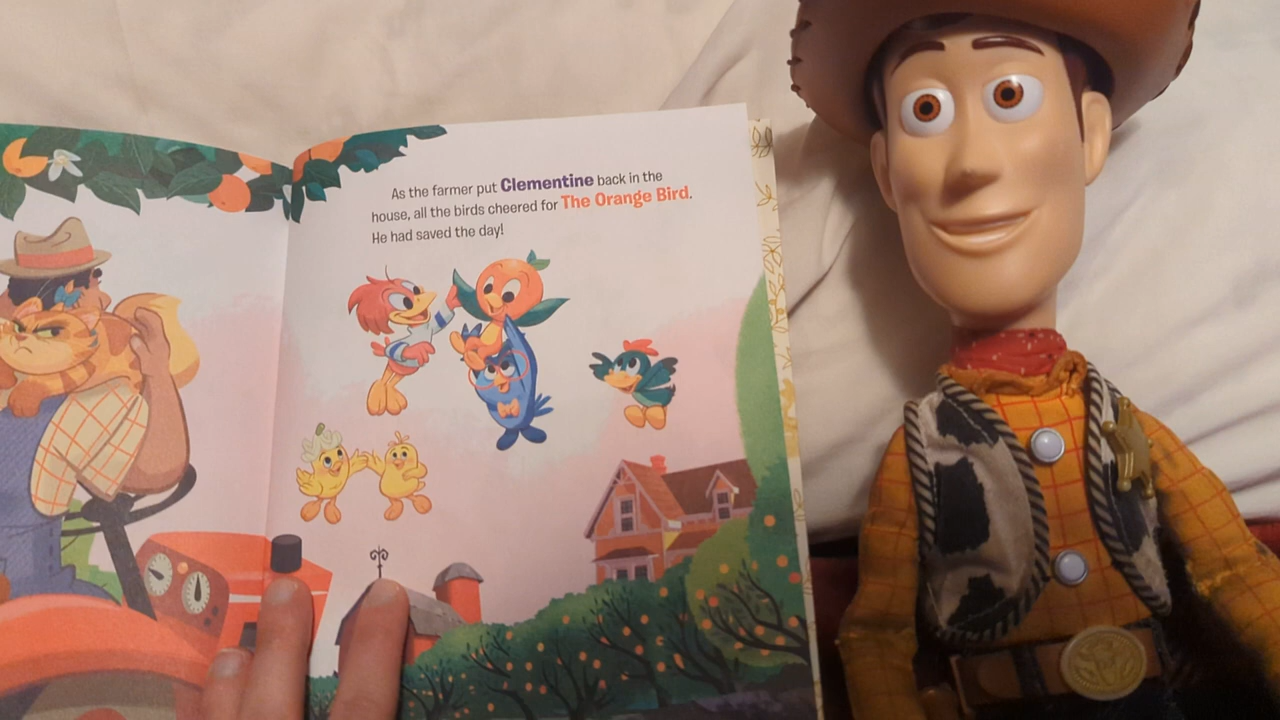 As the farmer put Clementine back in the
house, all the birds cheered for The Orange Bird.
He had saved the day!